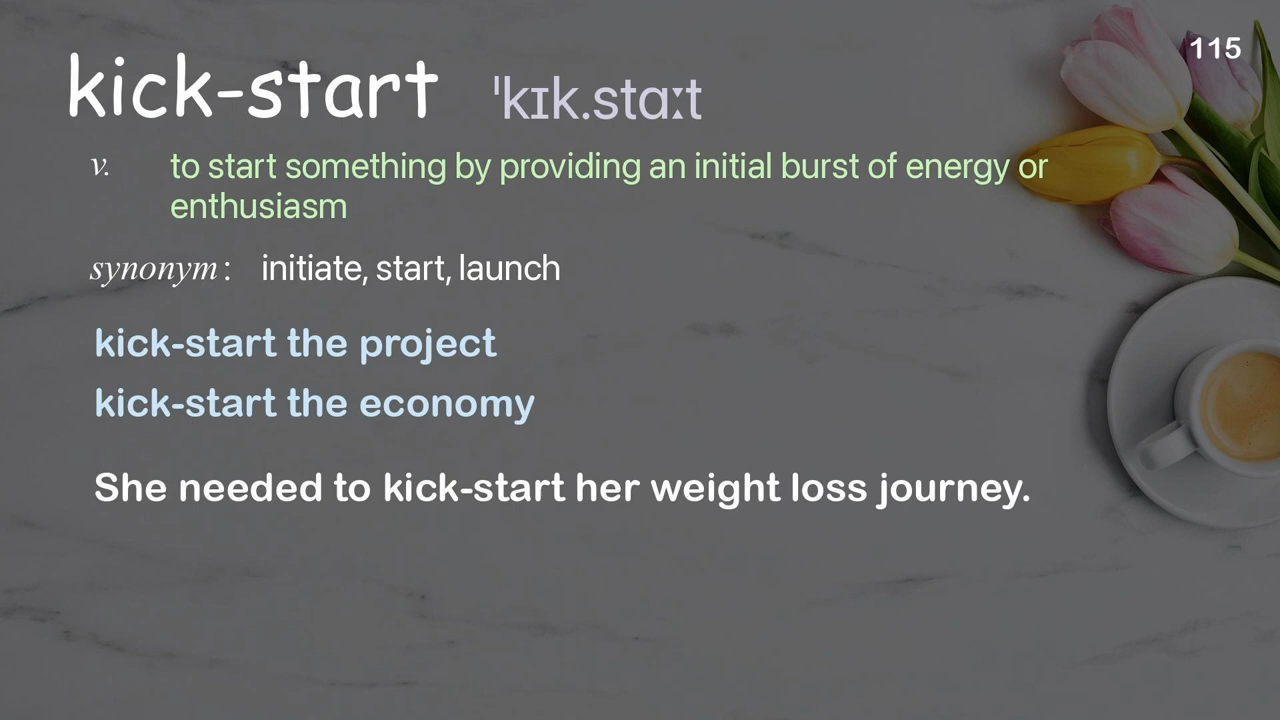 115
kick-start ˈkɪk.stɑːt
v. to start something by providing an initial burst of energy or
enthusiasm
synonym: initiate, start, launch
kick-start the project
kick-start the economy
She needed to kick-start her weight loss journey.